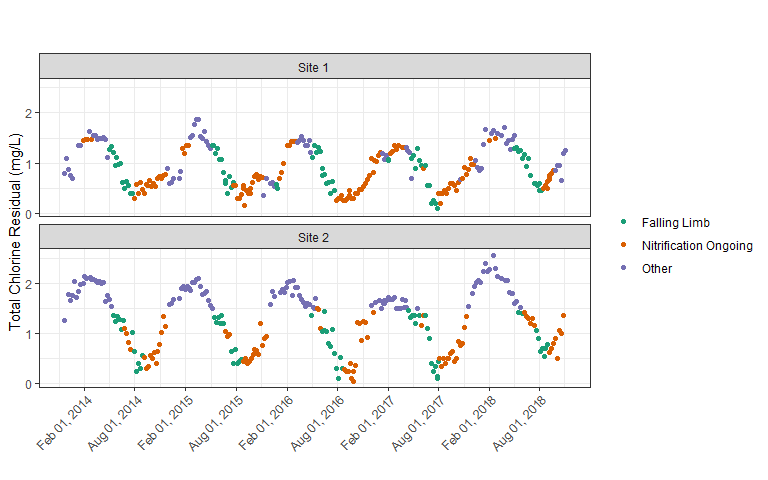 Site 1
2
1
0
Site 2
2
1
0
Total Chlorine Residual (mg/L)
Feb 01, 2014
Aug 01, 2014
Feb 01, 2015
Aug 01, 2015
Feb 01, 2016
Aug 01, 2016
Feb 01, 2017
Aug 01, 2017
Feb 01, 2018
Aug 01, 2018
Falling Limb
Nitrification Ongoing
Other